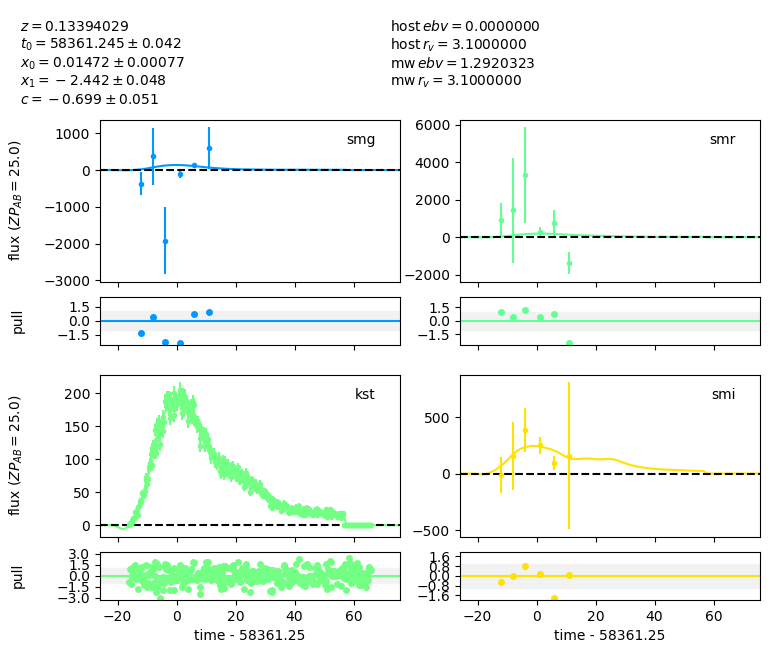 z = 0.13394029
t₀ = 58361.245 ± 0.042
x₀ = 0.01472 ± 0.00077
x₁ = −2.442 ± 0.048
c = −0.699 ± 0.051
host ebv = 0.0000000
host r_v = 3.1000000
mw ebv = 1.2920323
mw r_v = 3.1000000
smg
flux (ZP_AB = 25.0)
1000
0
−1000
−2000
−3000
smr
6000
4000
2000
0
−2000
pull
1.5
0.0
−1.5
1.5
0.0
−1.5
kst
flux (ZP_AB = 25.0)
200
150
100
50
0
smi
500
0
−500
pull
3.0
1.5
0.0
−1.5
−3.0
−20 0 20 40 60
time - 58361.25
1.6
0.8
0.0
−0.8
−1.6
−20 0 20 40 60
time - 58361.25